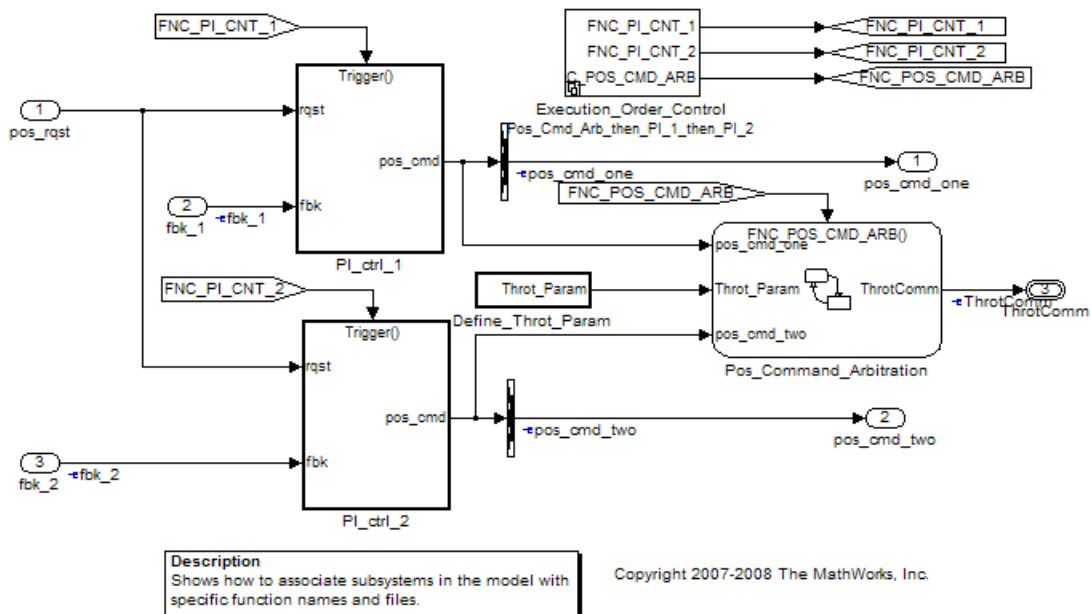 FNC_PI_CNT_1
Trigger()
rqst
pos_cmd
fbk
PI_ctrl_1
1
pos_rqst
2
fbk_1
fbk_1
FNC_PI_CNT_1
FNC_PI_CNT_2
C_POS_CMD_ARB
Execution_Order_Control
Pos_Cmd_Arb_then_PI_1_then_PI_2
FNC_PI_CNT_1
FNC_PI_CNT_2
FNC_POS_CMD_ARB
pos_cmd_one
1
pos_cmd_one
FNC_POS_CMD_ARB
FNC_POS_CMD_ARB()
pos_cmd_one
Throt_Param
pos_cmd_two
ThrotComm
Pos_Command_Arbitration
ThrotComm
3
ThrotComm
Throt_Param
Define_Throt_Param
FNC_PI_CNT_2
Trigger()
rqst
pos_cmd
fbk
PI_ctrl_2
3
fbk_2
fbk_2
pos_cmd_two
2
pos_cmd_two
Description
Shows how to associate subsystems in the model with
specific function names and files.
Copyright 2007-2008 The MathWorks, Inc.